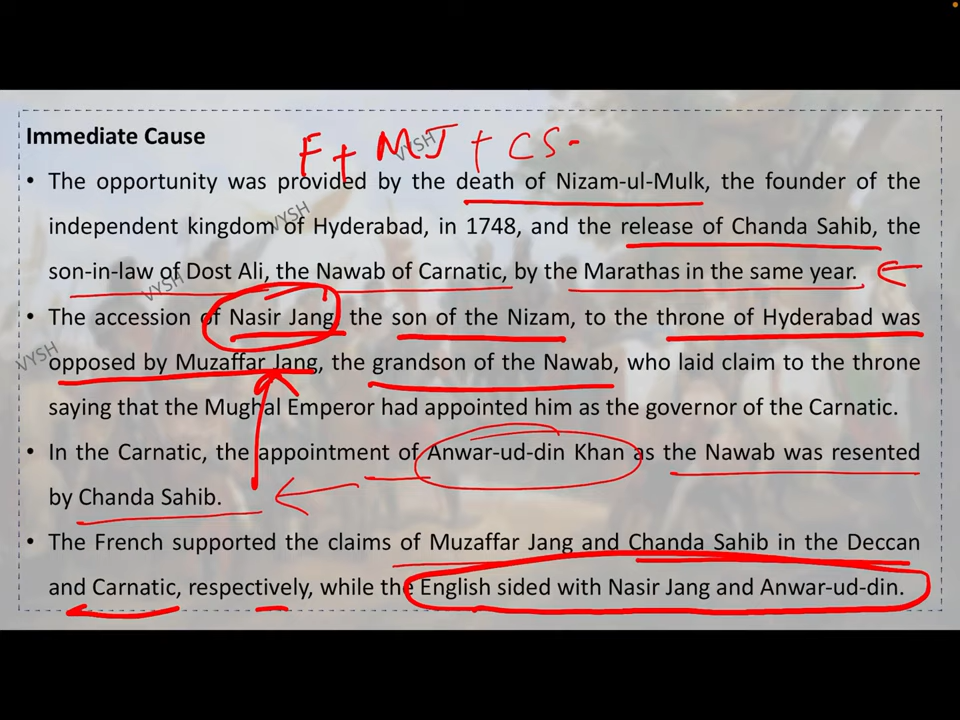 Immediate Cause
F + MJ + CS-
• The opportunity was provided by the death of Nizam-ul-Mulk, the founder of the
independent kingdom of Hyderabad, in 1748, and the release of Chanda Sahib, the
son-in-law of Dost Ali, the Nawab of Carnatic, by the Marathas in the same year.
• The accession of Nasir Jang, the son of the Nizam, to the throne of Hyderabad was
opposed by Muzaffar Jang, the grandson of the Nawab, who laid claim to the throne
saying that the Mughal Emperor had appointed him as the governor of the Carnatic.
• In the Carnatic, the appointment of Anwar-ud-din Khan as the Nawab was resented
by Chanda Sahib.
• The French supported the claims of Muzaffar Jang and Chanda Sahib in the Deccan
and Carnatic, respectively, while the English sided with Nasir Jang and Anwar-ud-din.
VYSH
VYSH
VYSH
VYSH